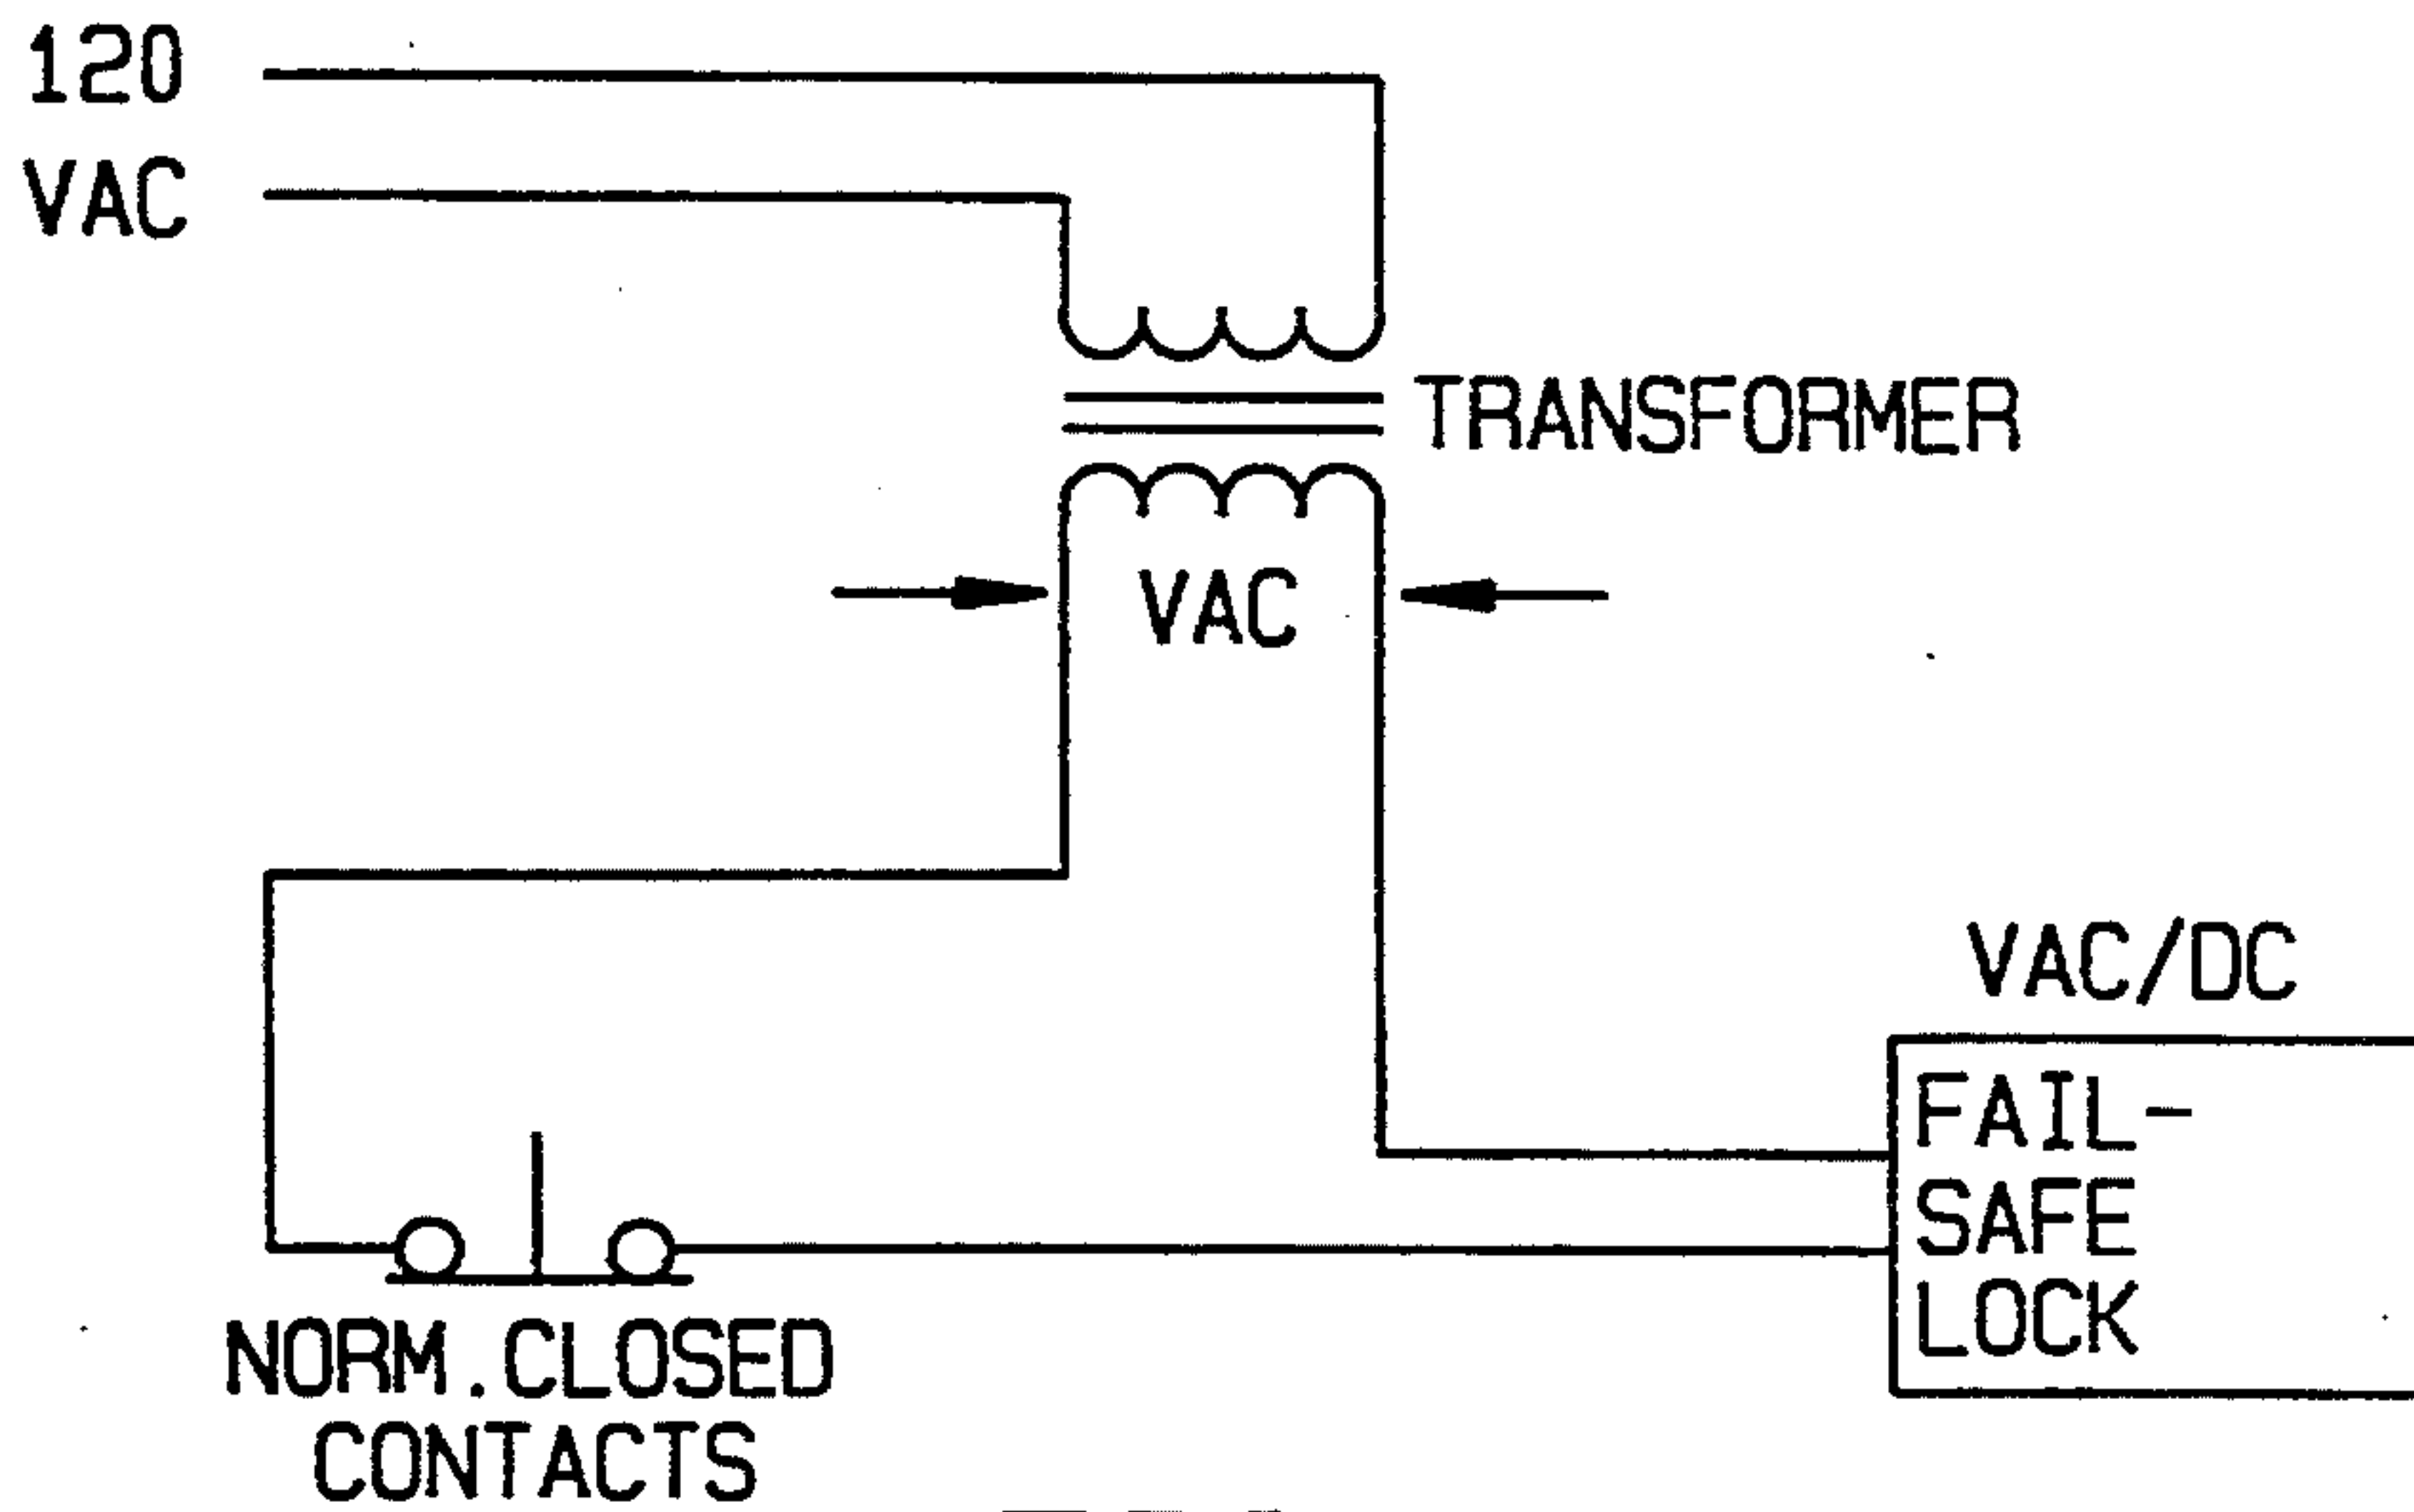 120
VAC
TRANSFORMER
VAC
VAC/DC
FAIL-
SAFE
LOCK
NORM.CLOSED
CONTACTS